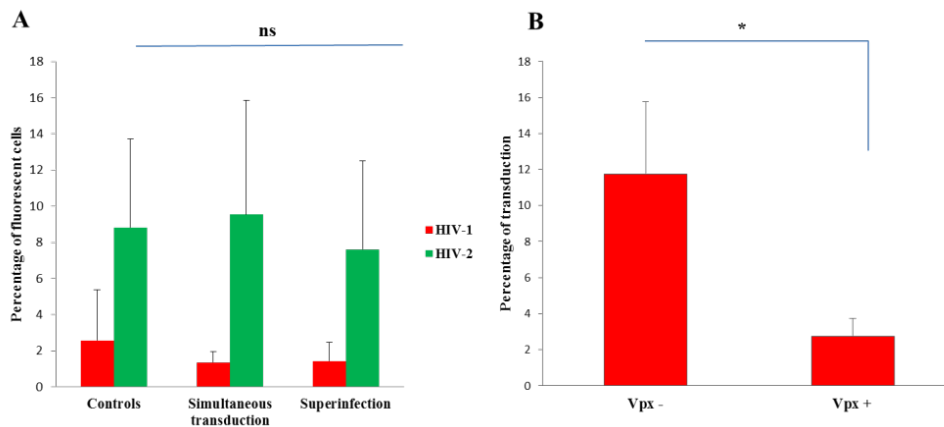 A
ns
Percentage of fluorescent cells
18
16
14
12
10
8
6
4
2
0
Controls
Simultaneous
transduction
Superinfection
HIV-1
HIV-2
B
*
Percentage of transduction
18
16
14
12
10
8
6
4
2
0
Vpx -
Vpx +